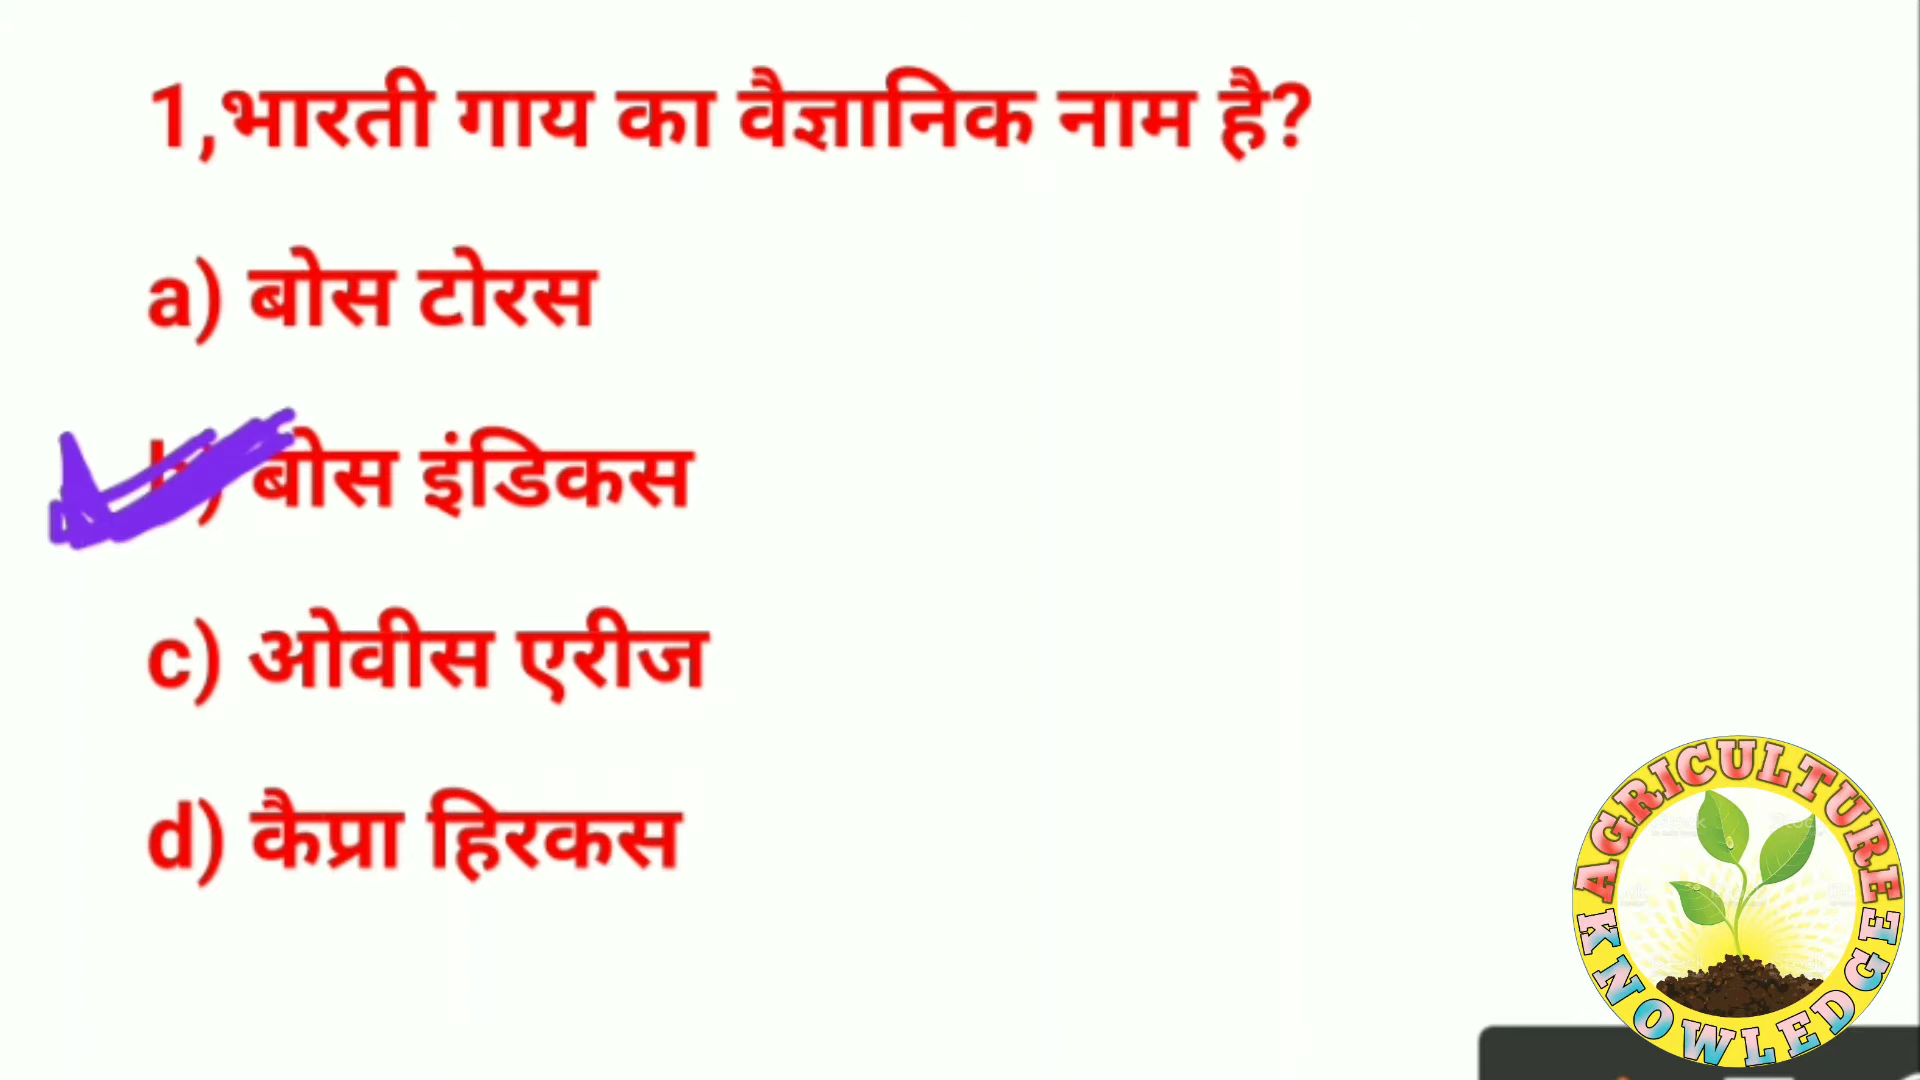 1,भारती गाय का वैज्ञानिक नाम है?
a) बोस टोरस
b) बोस इंडिकस
c) ओवीस एरीज
d) कैप्रा हिरकस
AGRICULTURE
KNOWLEDGE